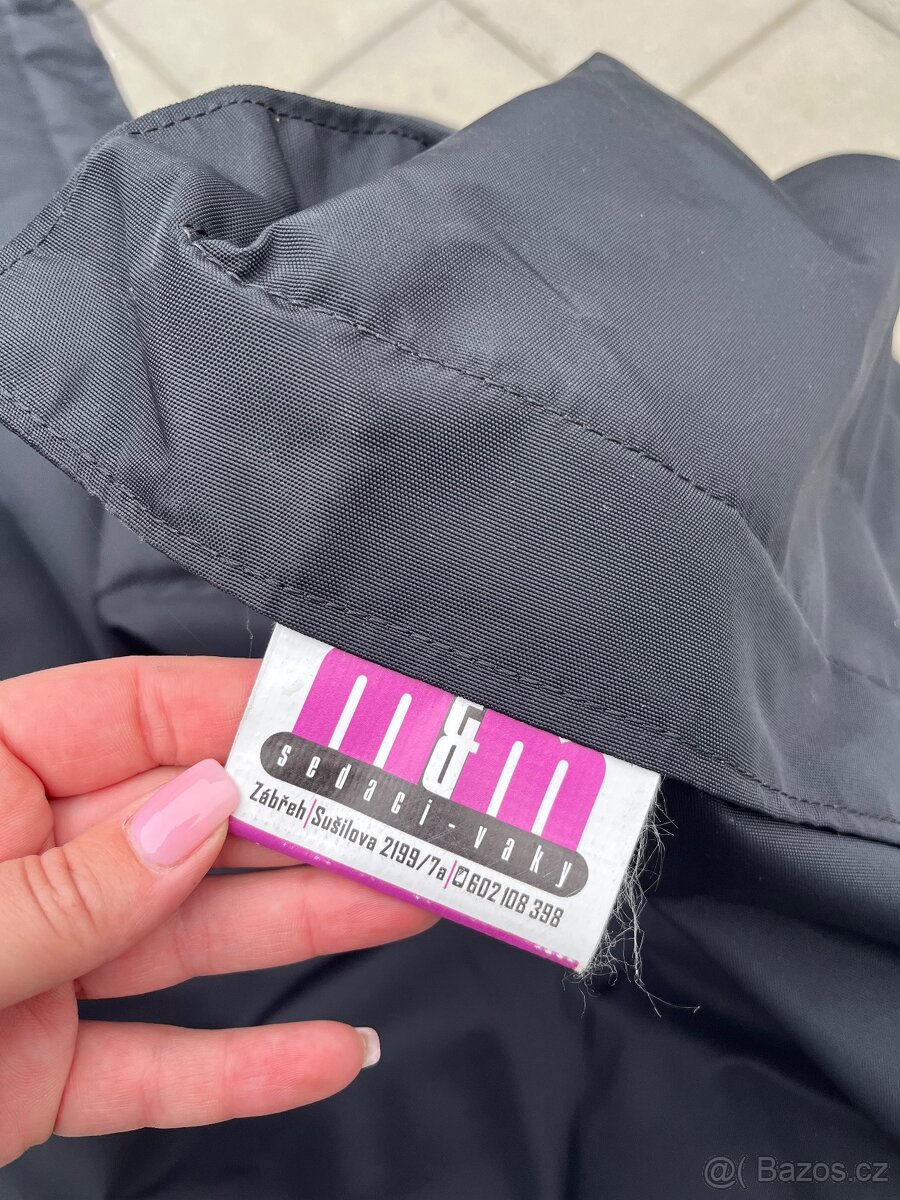 m&m
sedací-vaky
Zábřeh|Sušilova 2199/7a|602 108 398
@( Bazos.cz